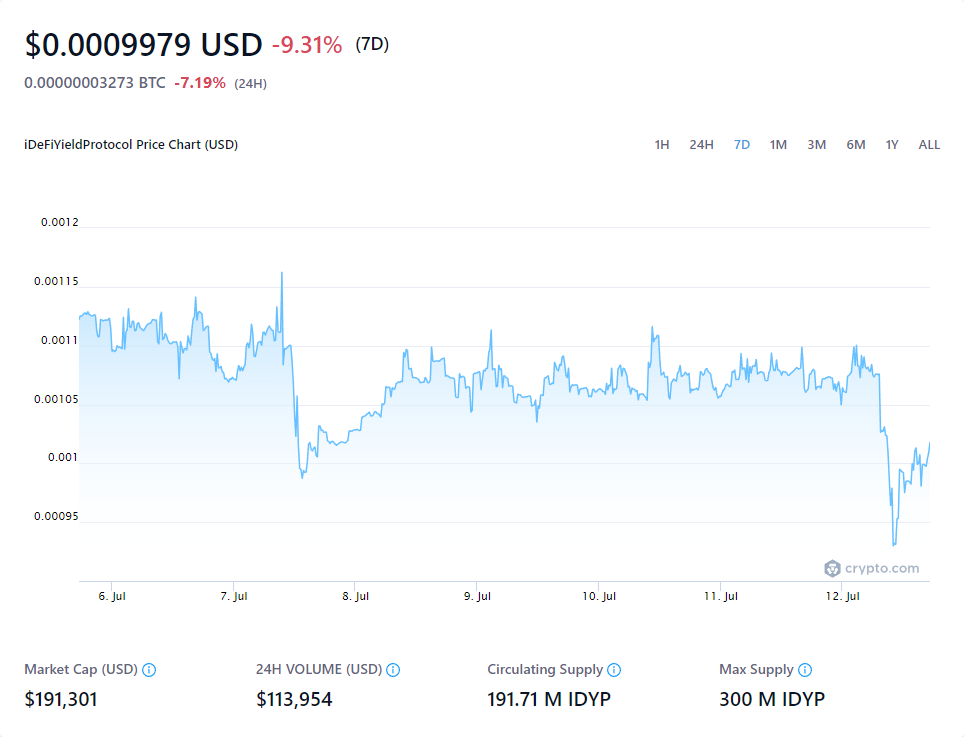 $0.0009979 USD -9.31% (7D)
0.00000003273 BTC -7.19% (24H)
iDeFiYieldProtocol Price Chart (USD) 1H 24H 7D 1M 3M 6M 1Y ALL
0.0012
0.00115
0.0011
0.00105
0.001
0.00095
crypto.com
6. Jul 7. Jul 8. Jul 9. Jul 10. Jul 11. Jul 12. Jul
Market Cap (USD) 24H VOLUME (USD) Circulating Supply Max Supply
$191,301 $113,954 191.71 M IDYP 300 M IDYP